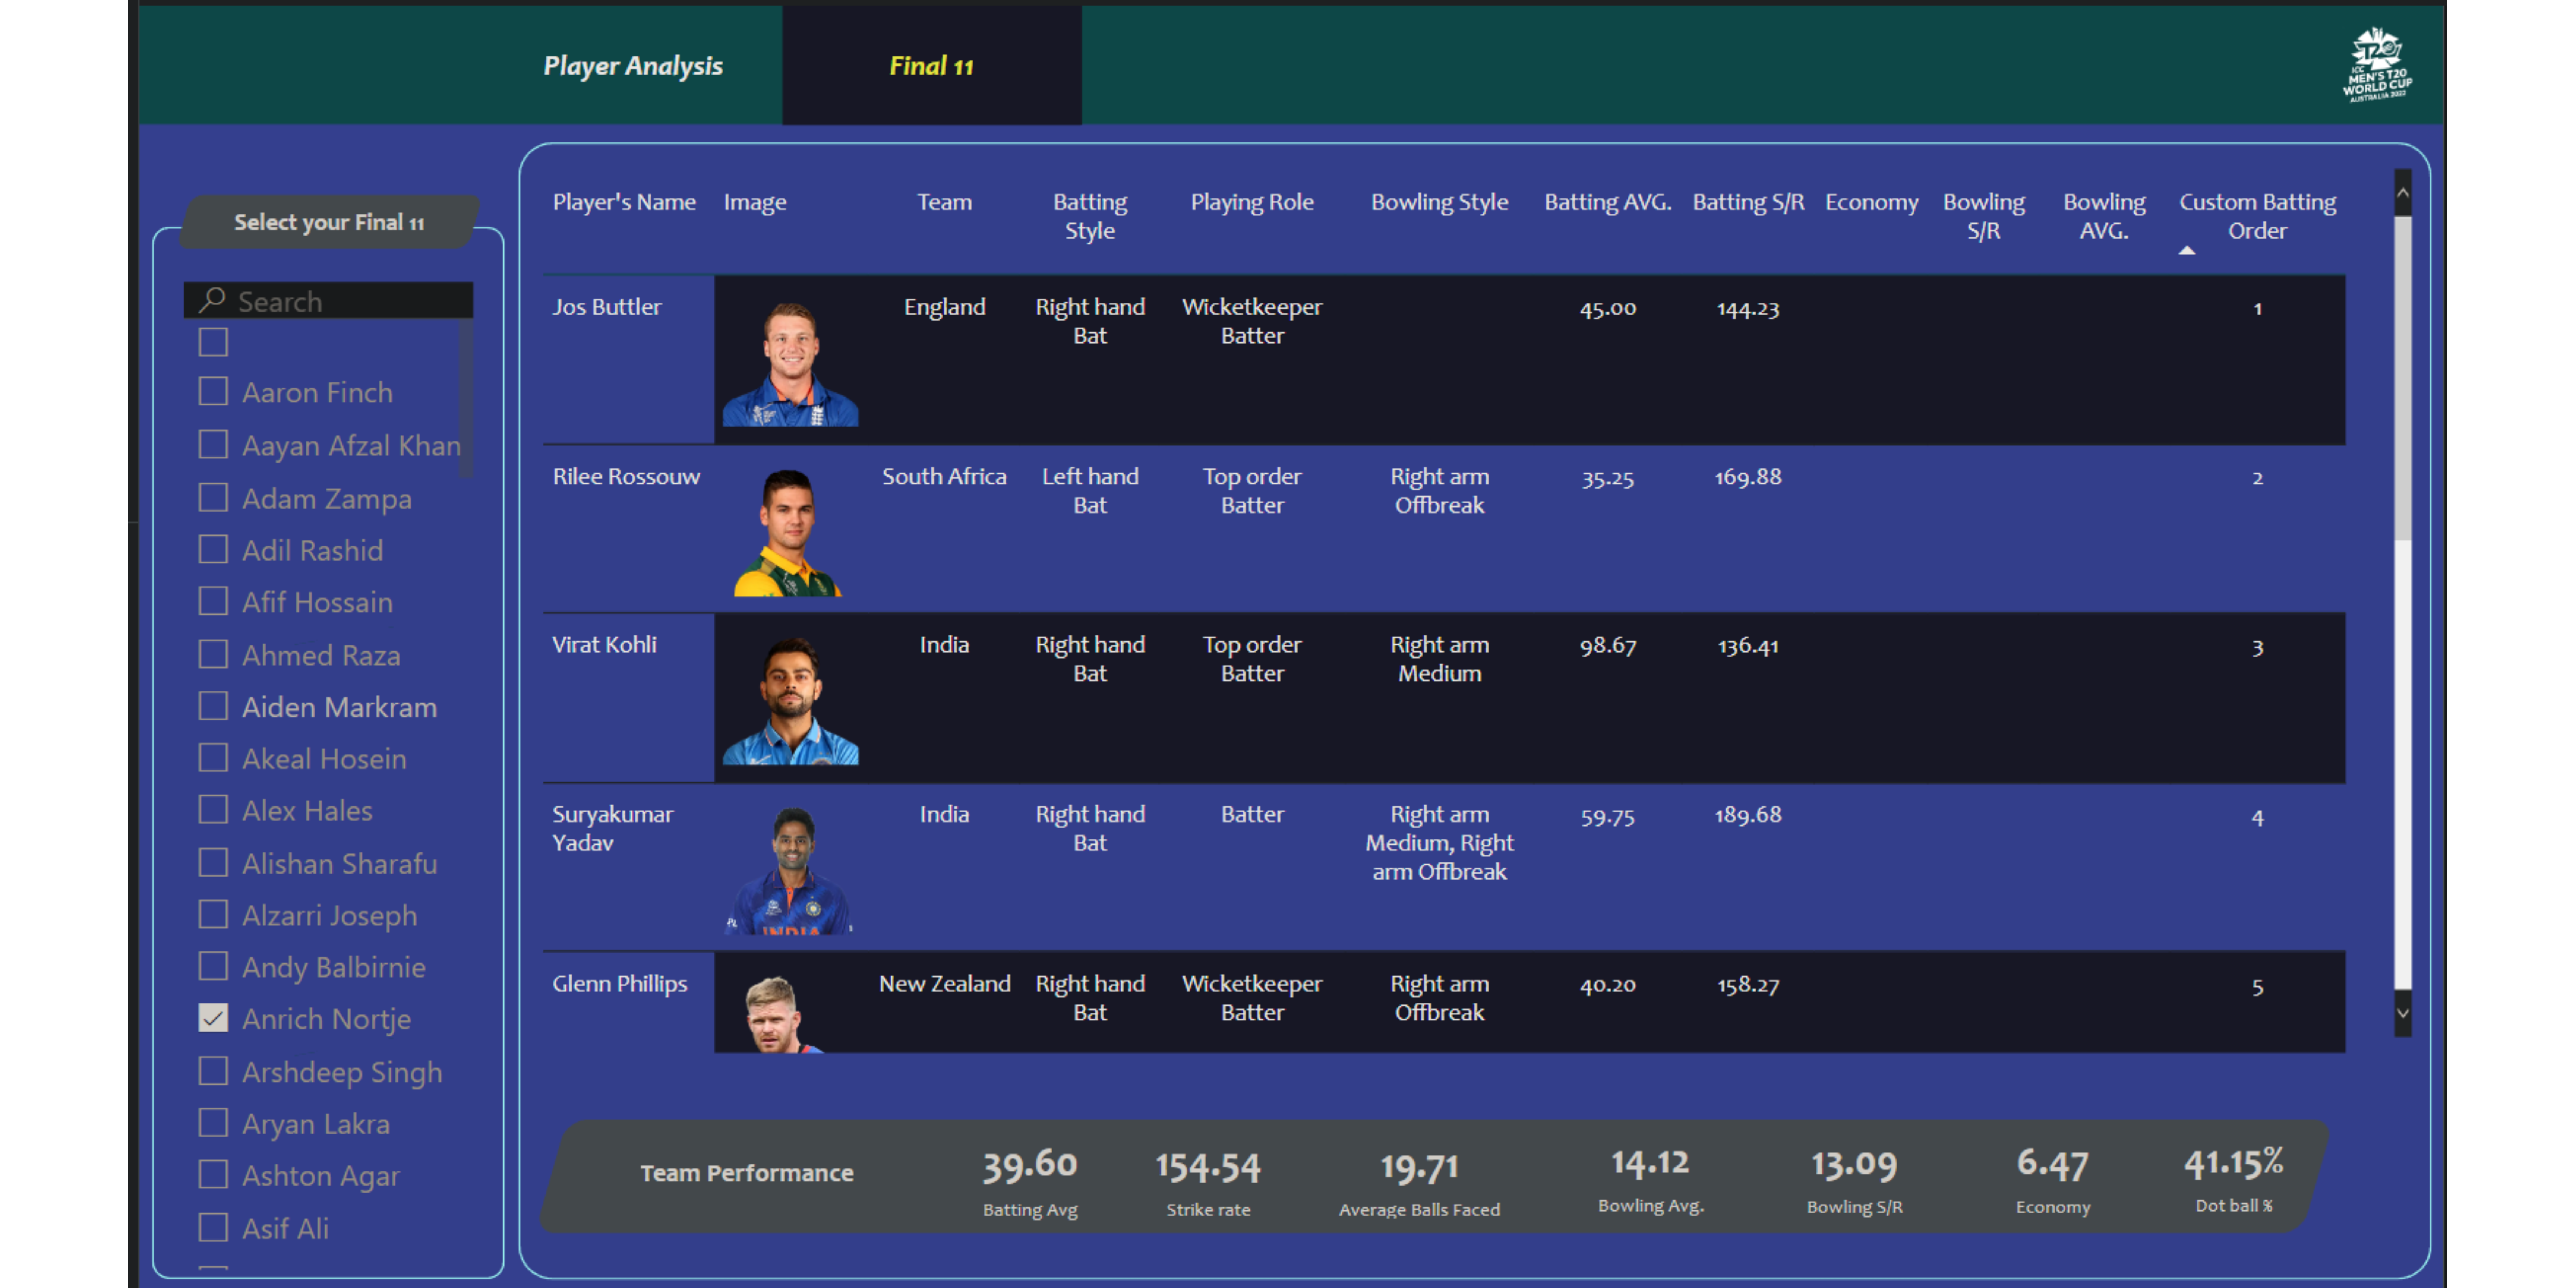 Player Analysis
Final 11
T20
ICC
MEN'S T20
WORLD CUP
AUSTRALIA 2022
Select your Final 11
Search
Aaron Finch
Aayan Afzal Khan
Adam Zampa
Adil Rashid
Afif Hossain
Ahmed Raza
Aiden Markram
Akeal Hosein
Alex Hales
Alishan Sharafu
Alzarri Joseph
Andy Balbirnie
Anrich Nortje
Arshdeep Singh
Aryan Lakra
Ashton Agar
Asif Ali
Player's Name Image Team Batting Style Playing Role Bowling Style Batting AVG. Batting S/R Economy Bowling S/R Bowling AVG. Custom Batting Order
Jos Buttler England Right hand Bat Wicketkeeper Batter 45.00 144.23 1
Rilee Rossouw South Africa Left hand Bat Top order Batter Right arm Offbreak 35.25 169.88 2
Virat Kohli India Right hand Bat Top order Batter Right arm Medium 98.67 136.41 3
Suryakumar Yadav India Right hand Bat Batter Right arm Medium, Right arm Offbreak 59.75 189.68 4
INDIA
Glenn Phillips New Zealand Right hand Bat Wicketkeeper Batter Right arm Offbreak 40.20 158.27 5
Team Performance
39.60 154.54 19.71 14.12 13.09 6.47 41.15%
Batting Avg Strike rate Average Balls Faced Bowling Avg. Bowling S/R Economy Dot ball %